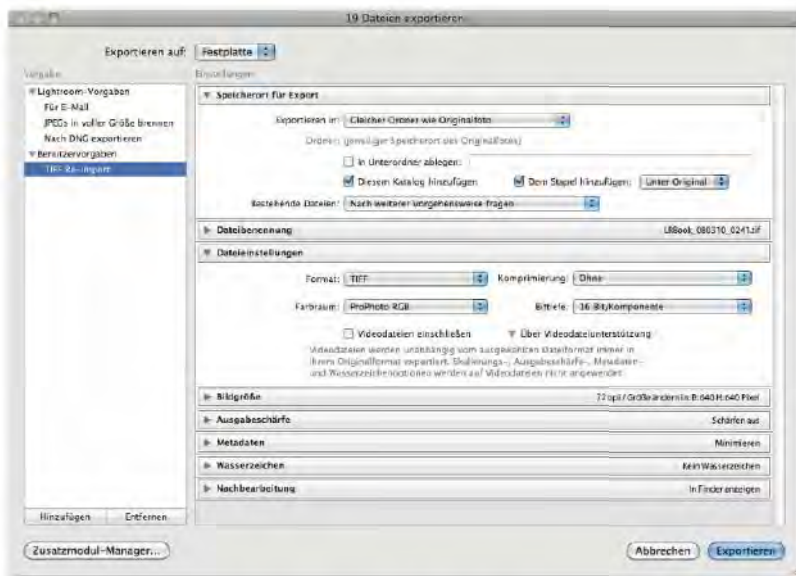 19 Dateien exportieren
Exportieren auf: Festplatte
Vorgabe: Einstellungen:
Lightroom-Vorgaben
Für E-Mail
JPEGs in voller Größe brennen
Nach DNG exportieren
Benutzervorgaben
TIFF Re-Import
Hinzufügen Entfernen
Speicherort für Export
Exportieren in: Gleicher Ordner wie Originalfoto
Ordner: (jeweiliger Speicherort des Originalfotos)
In Unterordner ablegen:
Diesem Katalog hinzufügen Dem Stapel hinzufügen: Unter Original
Bestehende Dateien: Nach weiterer Vorgehensweise fragen
Dateibenennung
Dateieinstellungen
Format: TIFF Komprimierung: Ohne
Farbraum: ProPhoto RGB Bittiefe: 16 Bit/Komponente
Videodateien einschließen Über Videodateiunterstützung
Videodateien werden unabhängig vom ausgewählten Dateiformat immer in
ihrem Originalformat exportiert. Skalierungs-, Ausgabeschärfe-, Metadaten-
und Wasserzeichenoptionen werden auf Videodateien nicht angewendet.
Bildgröße 72 ppi / Größe ändern in: B: 640 H: 640 Pixel
Ausgabeschärfe Schärfen aus
Metadaten Minimieren
Wasserzeichen Kein Wasserzeichen
Nachbearbeitung In Finder anzeigen
Zusatzmodul-Manager... Abbrechen Exportieren